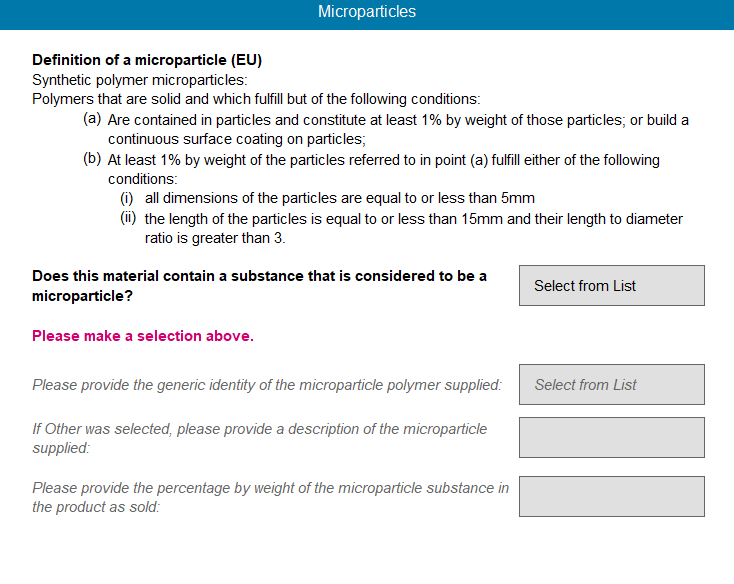 Microparticles
Definition of a microparticle (EU)
Synthetic polymer microparticles:
Polymers that are solid and which fulfill but of the following conditions:
(a) Are contained in particles and constitute at least 1% by weight of those particles; or build a
continuous surface coating on particles;
(b) At least 1% by weight of the particles referred to in point (a) fulfill either of the following
conditions:
(i) all dimensions of the particles are equal to or less than 5mm
(ii) the length of the particles is equal to or less than 15mm and their length to diameter
ratio is greater than 3.
Does this material contain a substance that is considered to be a
microparticle?
Select from List
Please make a selection above.
Please provide the generic identity of the microparticle polymer supplied:
Select from List
If Other was selected, please provide a description of the microparticle
supplied:
Please provide the percentage by weight of the microparticle substance in
the product as sold: